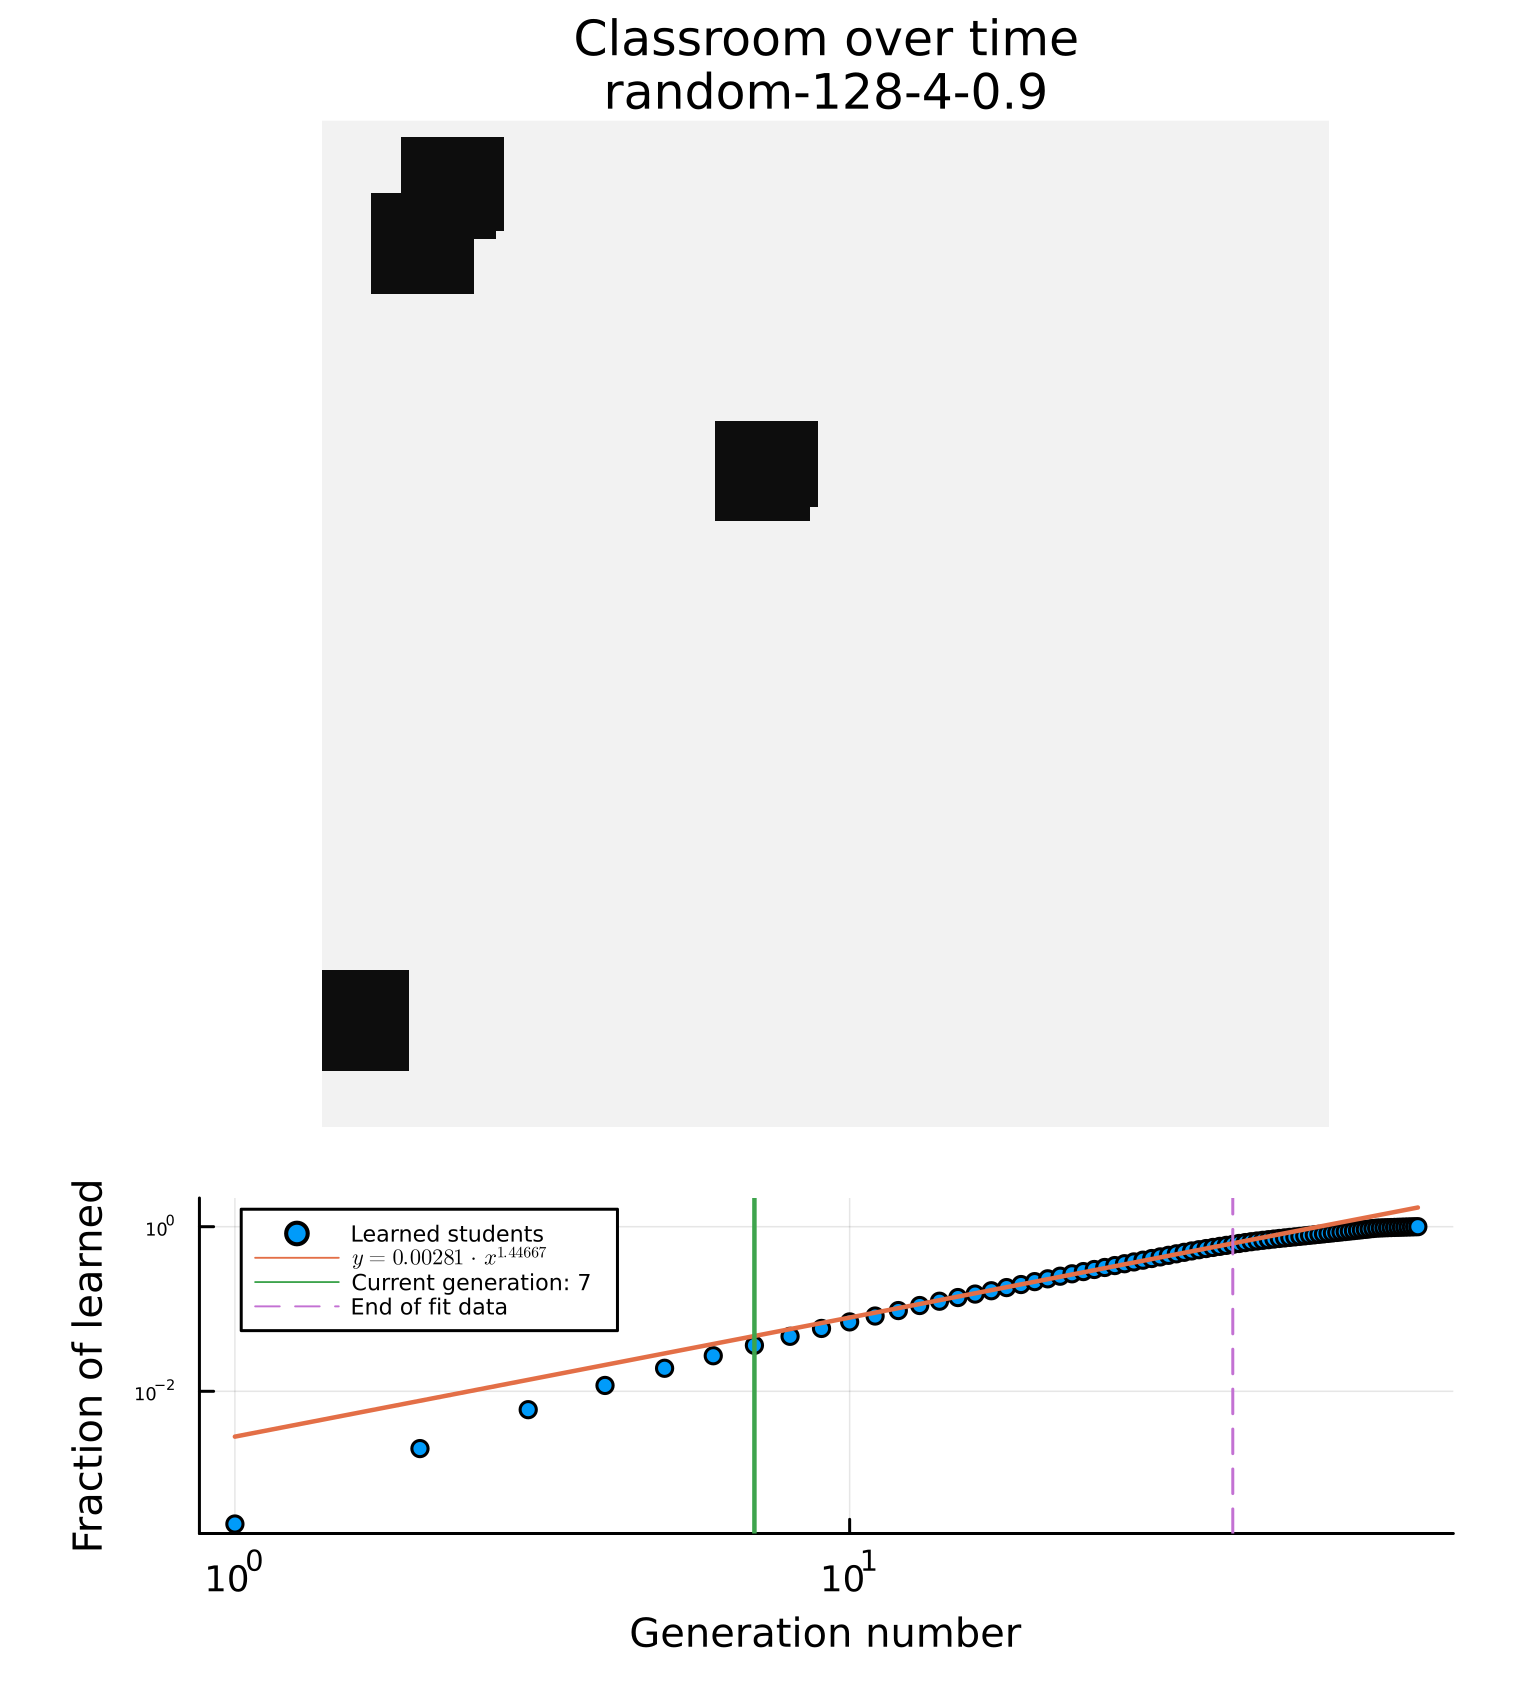 Classroom over time
random-128-4-0.9
Fraction of learned
10^0
10^−2
Learned students
y = 0.00281 · x^1.44667
Current generation: 7
End of fit data
10^0
10^1
Generation number